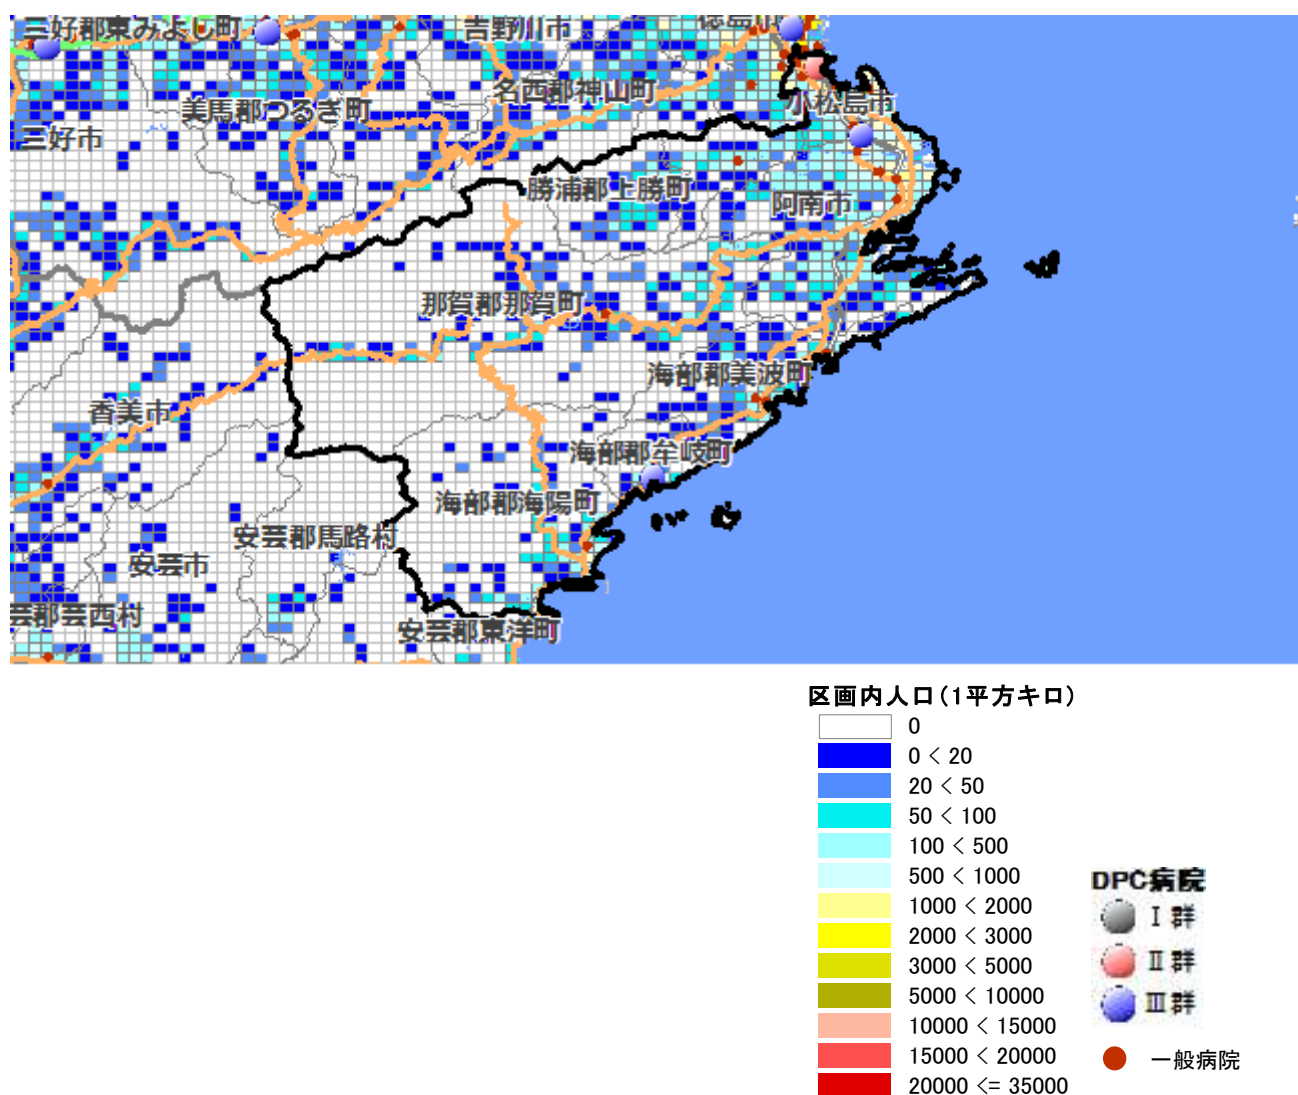 三好郡東みよし町
吉野川市
徳島市
美馬郡つるぎ町
名西郡神山町
小松島市
三好市
勝浦郡上勝町
阿南市
那賀郡那賀町
海部郡美波町
香美市
海部郡牟岐町
海部郡海陽町
安芸郡馬路村
安芸市
芸郡芸西村
安芸郡東洋町
区画内人口(1平方キロ)
0
0 < 20
20 < 50
50 < 100
100 < 500
500 < 1000
1000 < 2000
2000 < 3000
3000 < 5000
5000 < 10000
10000 < 15000
15000 < 20000
20000 <= 35000
DPC病院
Ⅰ群
Ⅱ群
Ⅲ群
一般病院